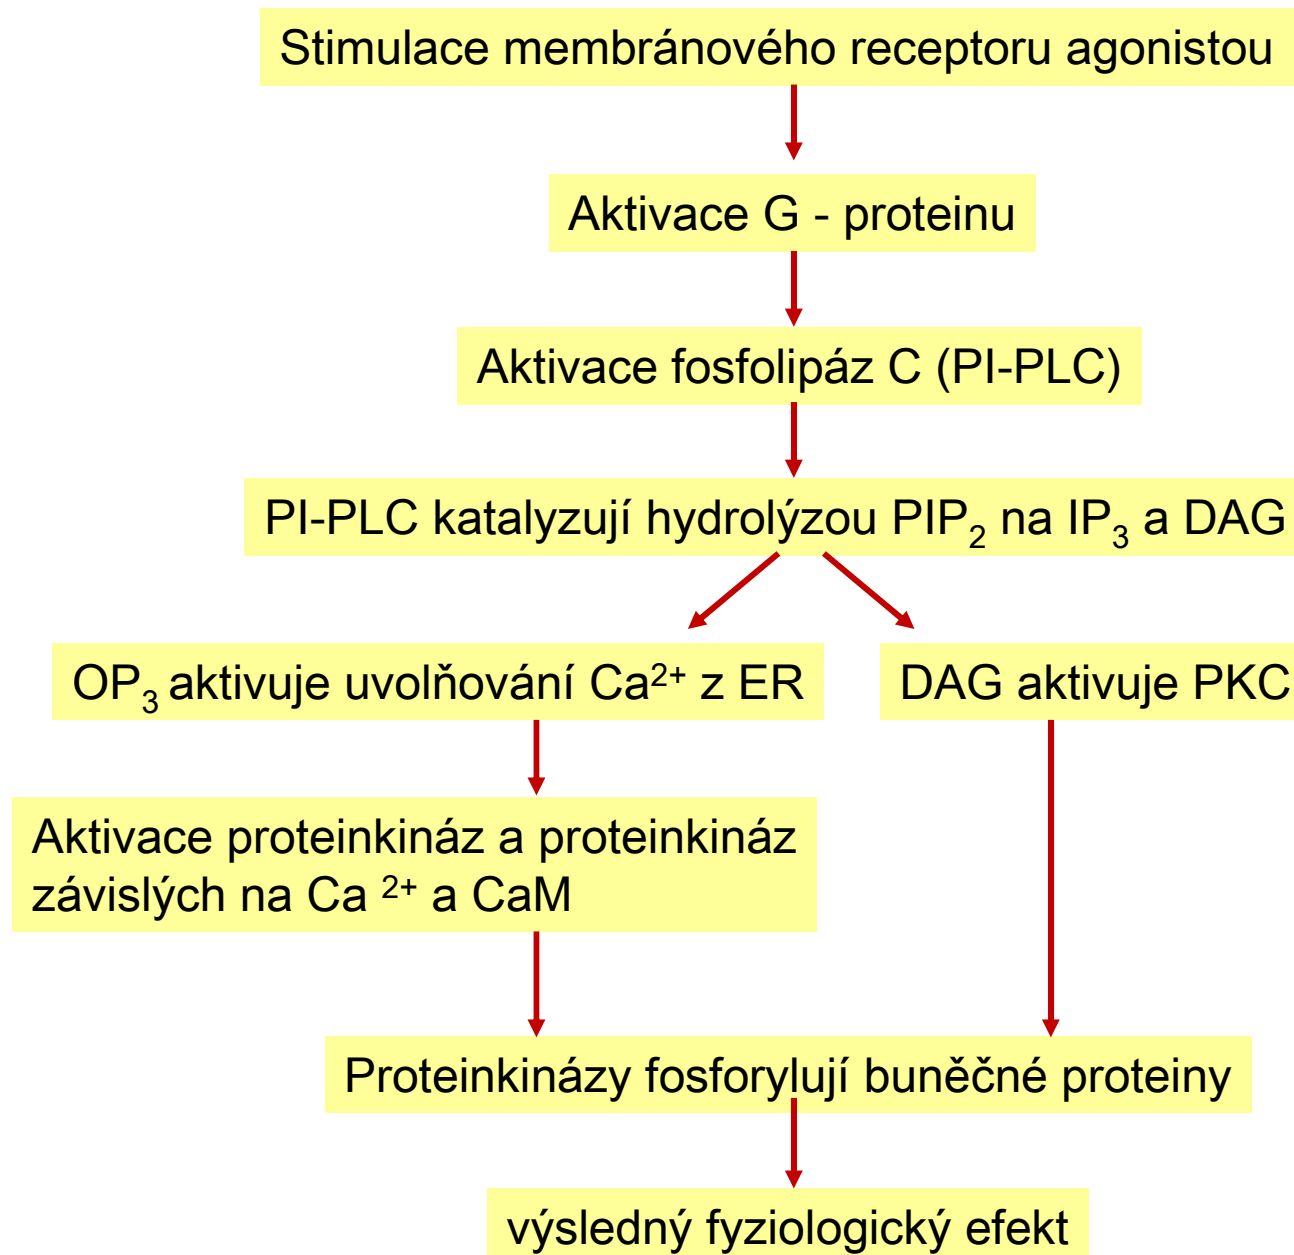 Stimulace membránového receptoru agonistou
Aktivace G - proteinu
Aktivace fosfolipáz C (PI-PLC)
PI-PLC katalyzují hydrolýzou PIP₂ na IP₃ a DAG
OP₃ aktivuje uvolňování Ca²⁺ z ER
DAG aktivuje PKC
Aktivace proteinkináz a proteinkináz
závislých na Ca ²⁺ a CaM
Proteinkinázy fosforylují buněčné proteiny
výsledný fyziologický efekt